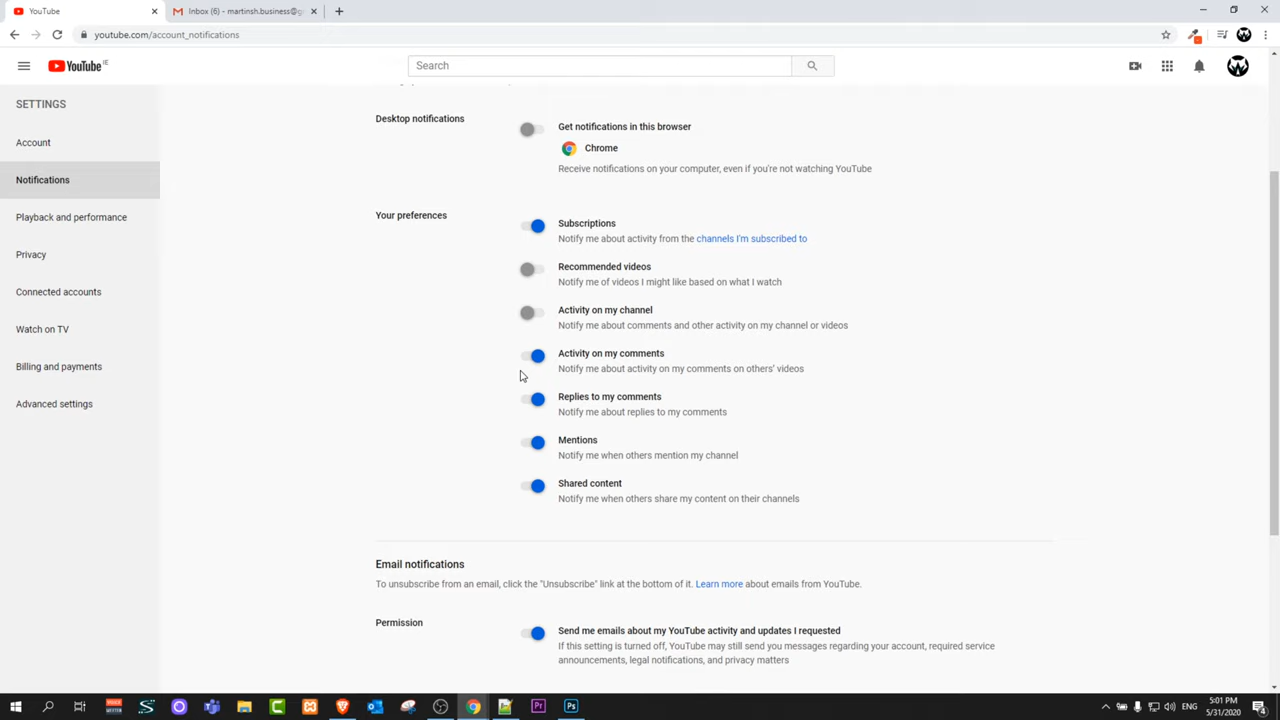 YouTube
Inbox (6) - martinsh.business@g
youtube.com/account_notifications
YouTube IE
Search
SETTINGS
Account
Notifications
Playback and performance
Privacy
Connected accounts
Watch on TV
Billing and payments
Advanced settings
Desktop notifications
Get notifications in this browser
Chrome
Receive notifications on your computer, even if you're not watching YouTube
Your preferences
Subscriptions
Notify me about activity from the channels I'm subscribed to
Recommended videos
Notify me of videos I might like based on what I watch
Activity on my channel
Notify me about comments and other activity on my channel or videos
Activity on my comments
Notify me about activity on my comments on others' videos
Replies to my comments
Notify me about replies to my comments
Mentions
Notify me when others mention my channel
Shared content
Notify me when others share my content on their channels
Email notifications
To unsubscribe from an email, click the "Unsubscribe" link at the bottom of it. Learn more about emails from YouTube.
Permission
Send me emails about my YouTube activity and updates I requested
If this setting is turned off, YouTube may still send you messages regarding your account, required service
announcements, legal notifications, and privacy matters
ENG
5:01 PM
5/31/2020
4